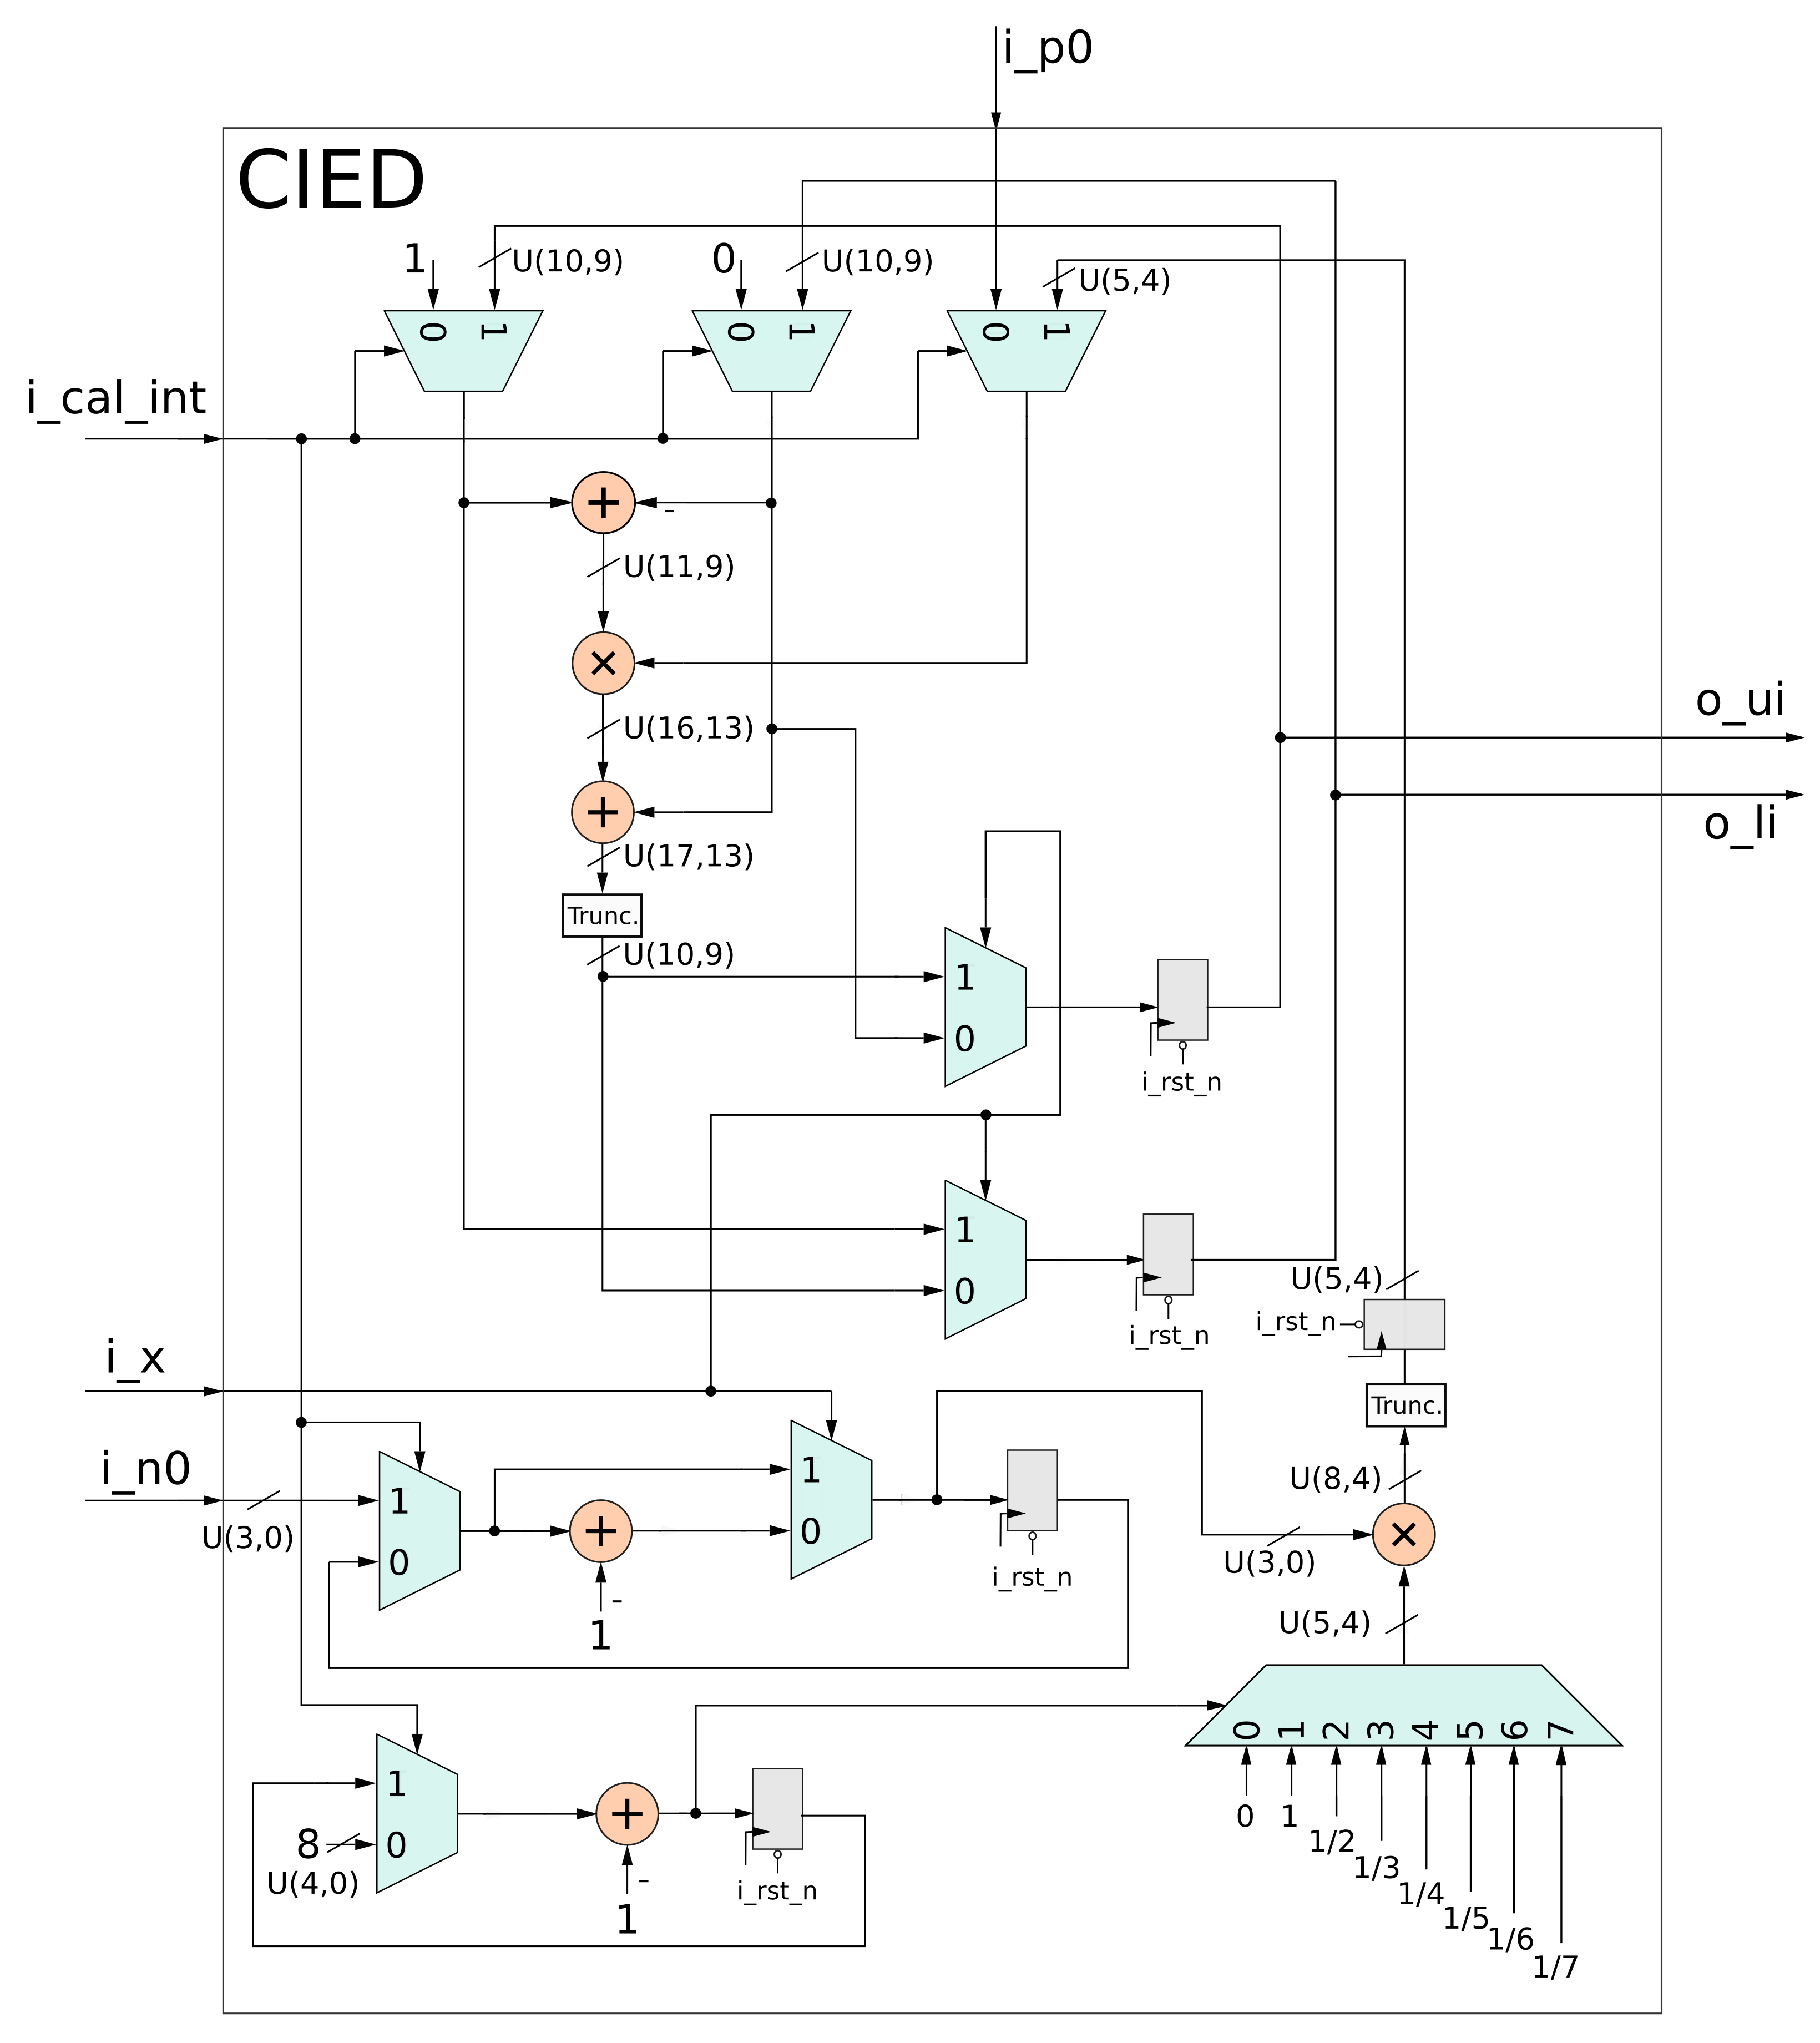 i_p0
CIED
1
U(10,9)
0
U(10,9)
U(5,4)
0
1
0
1
0
1
i_cal_int
+
-
U(11,9)
×
U(16,13)
o_ui
+
o_li
U(17,13)
Trunc.
U(10,9)
1
0
i_rst_n
1
0
U(5,4)
i_rst_n
i_rst_n
i_x
Trunc.
i_n0
U(3,0)
1
0
+
-
1
1
0
i_rst_n
U(8,4)
×
U(3,0)
U(5,4)
0
1
2
3
4
5
6
7
0
1
1/2
1/3
1/4
1/5
1/6
1/7
1
0
8
U(4,0)
+
-
1
i_rst_n